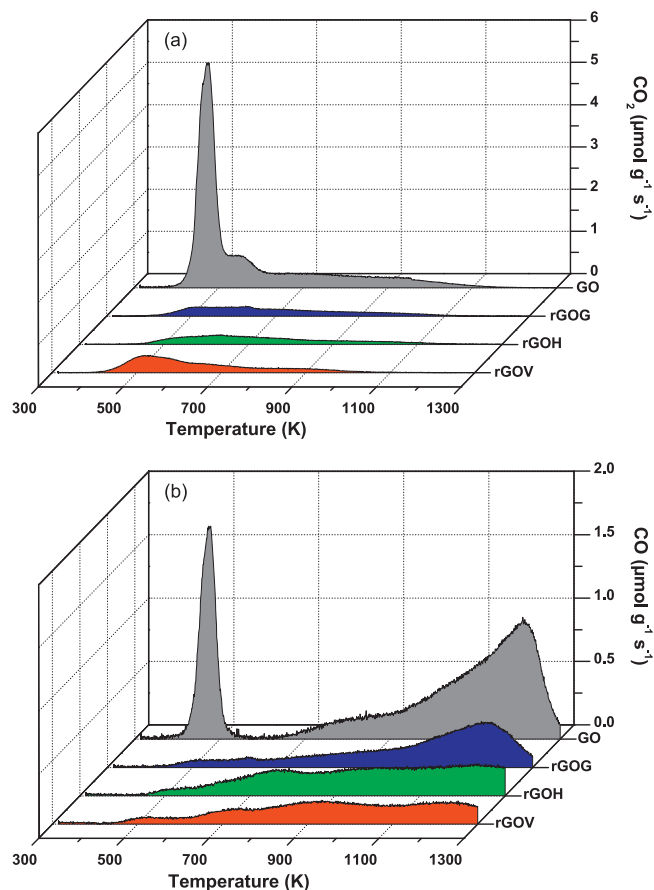 (a)
6
5
4
3
2
1
0
CO₂ (µmol g⁻¹ s⁻¹)
GO
rGOG
rGOH
rGOV
300 500 700 900 1100 1300
Temperature (K)
(b)
2.0
1.5
1.0
0.5
0.0
CO (µmol g⁻¹ s⁻¹)
GO
rGOG
rGOH
rGOV
300 500 700 900 1100 1300
Temperature (K)